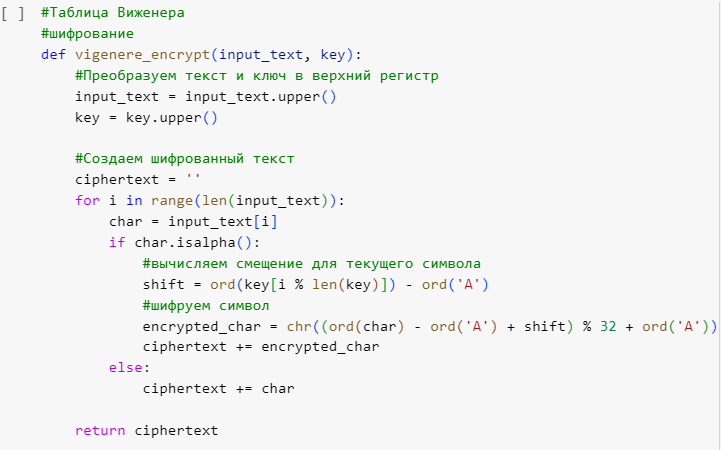 [ ] #Таблица Виженера
#шифрование
def vigenere_encrypt(input_text, key):
    #Преобразуем текст и ключ в верхний регистр
    input_text = input_text.upper()
    key = key.upper()

    #Создаем шифрованный текст
    ciphertext = ''
    for i in range(len(input_text)):
        char = input_text[i]
        if char.isalpha():
            #вычисляем смещение для текущего символа
            shift = ord(key[i % len(key)]) - ord('А')
            #шифруем символ
            encrypted_char = chr((ord(char) - ord('А') + shift) % 32 + ord('А'))
            ciphertext += encrypted_char
        else:
            ciphertext += char

    return ciphertext